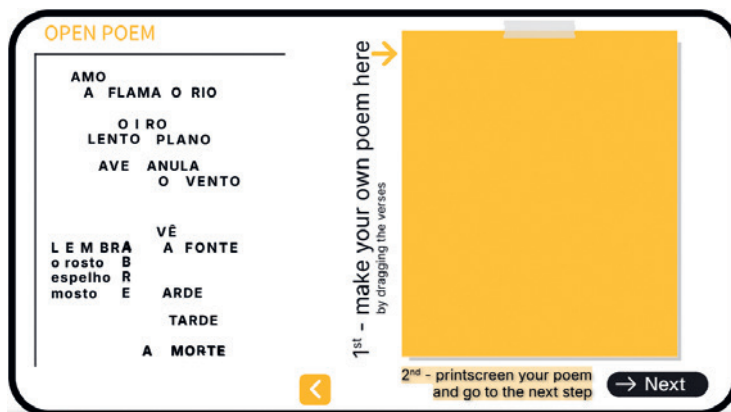 OPEN POEM
AMO
A FLAMA O RIO
O I R O
LENTO PLANO
AVE ANULA
O VENTO
VÊ
L E M B R A A FONTE
o rosto B
espelho R
mosto E ARDE
TARDE
A MORTE
1st - make your own poem here
by dragging the verses
2nd - printscreen your poem
and go to the next step
Next